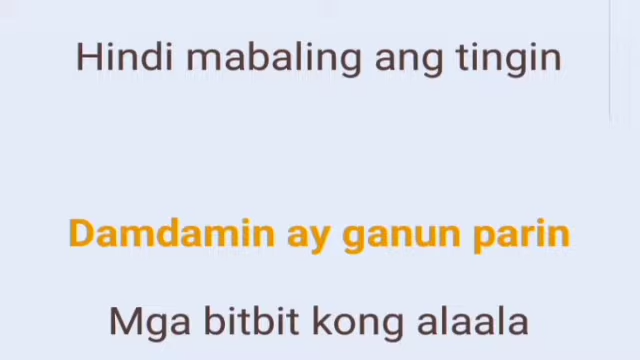 Hindi mabaling ang tingin
Damdamin ay ganun parin
Mga bitbit kong alaala